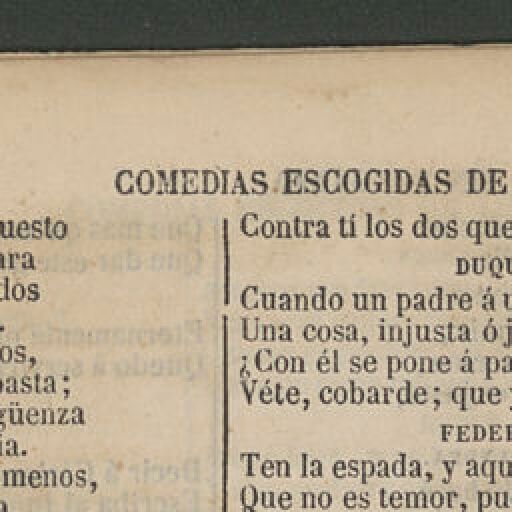 COMEDIAS ESCOGIDAS DE
uesto
ara
dos
os,
basta;
güenza
ia.
menos,
Contra tí los dos que
DUQU
Cuando un padre á u
Una cosa, injusta ó j
¿Con él se pone á pa
Véte, cobarde; que y
FEDER
Ten la espada, y aqu
Que no es temor, pu